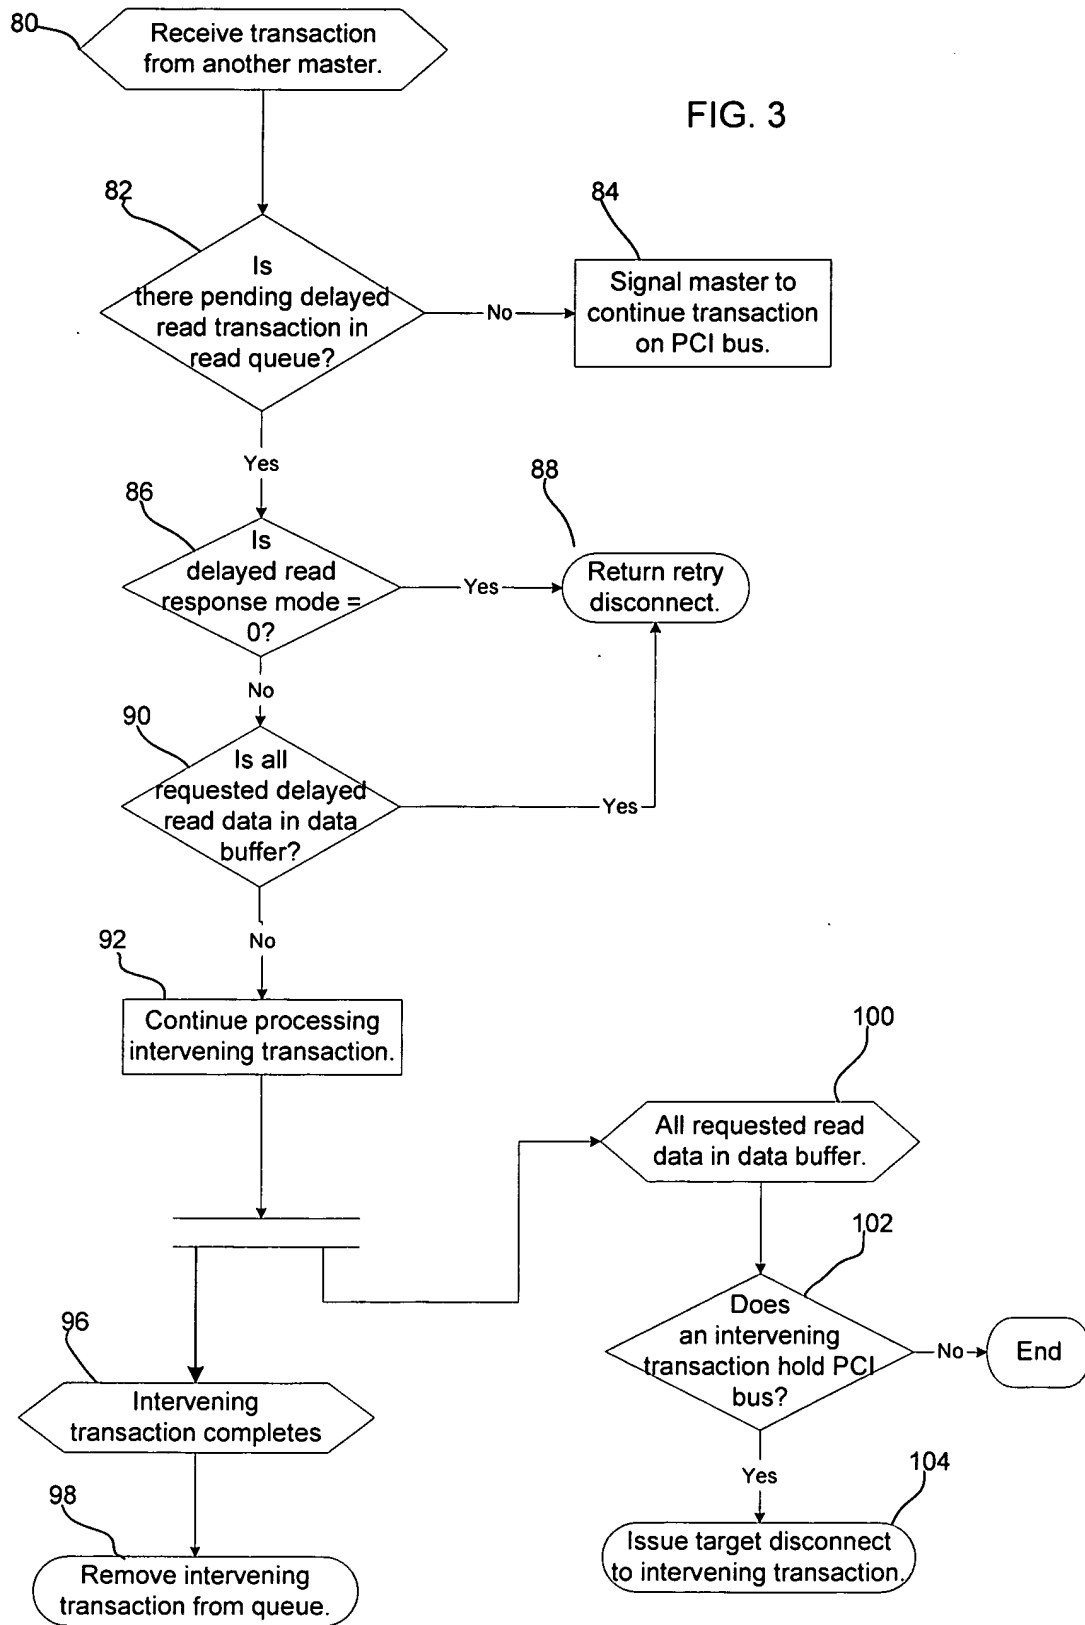 80
Receive transaction
from another master.
FIG. 3
82
Is
there pending delayed
read transaction in
read queue?
No
84
Signal master to
continue transaction
on PCI bus.
Yes
86
Is
delayed read
response mode =
0?
Yes
88
Return retry
disconnect.
No
90
Is all
requested delayed
read data in data
buffer?
Yes
No
92
Continue processing
intervening transaction.
100
All requested read
data in data buffer.
102
Does
an intervening
transaction hold PCI
bus?
No
End
Yes
104
Issue target disconnect
to intervening transaction.
96
Intervening
transaction completes
98
Remove intervening
transaction from queue.